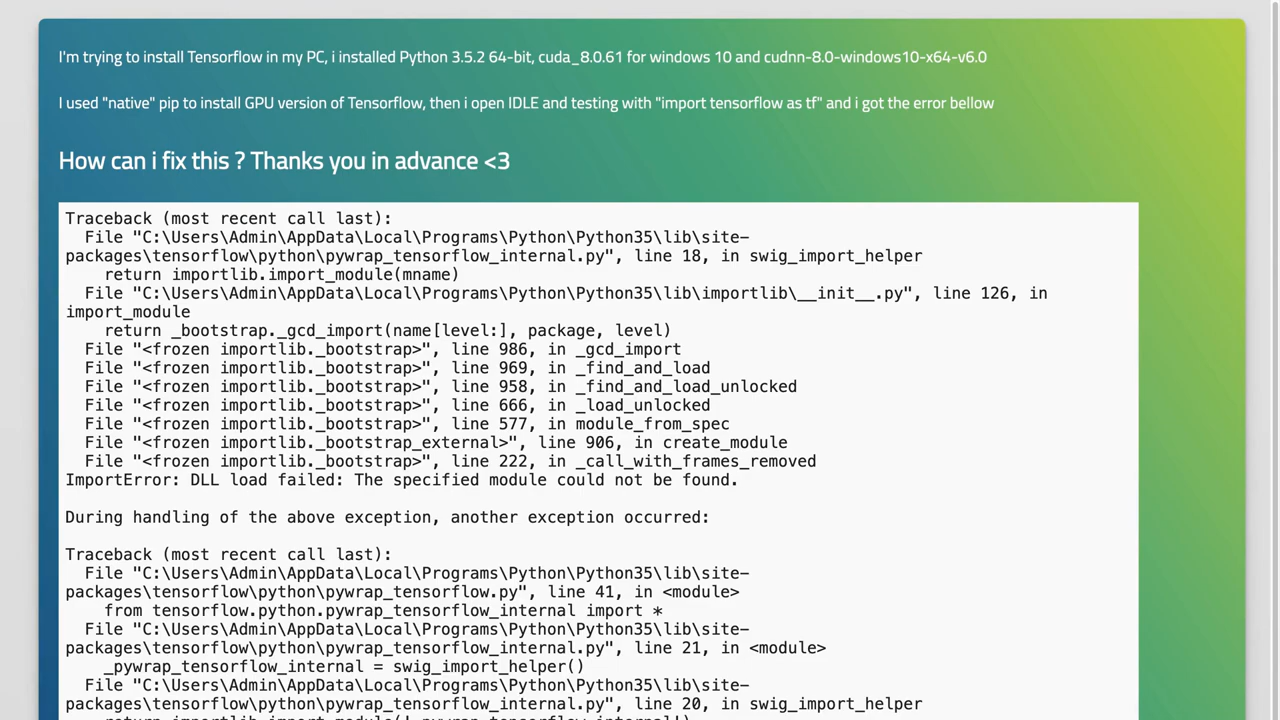 I'm trying to install Tensorflow in my PC, i installed Python 3.5.2 64-bit, cuda_8.0.61 for windows 10 and cudnn-8.0-windows10-x64-v6.0
I used "native" pip to install GPU version of Tensorflow, then i open IDLE and testing with "import tensorflow as tf" and i got the error bellow
How can i fix this ? Thanks you in advance <3
Traceback (most recent call last):
  File "C:\Users\Admin\AppData\Local\Programs\Python\Python35\lib\site-
packages\tensorflow\python\pywrap_tensorflow_internal.py", line 18, in swig_import_helper
    return importlib.import_module(mname)
  File "C:\Users\Admin\AppData\Local\Programs\Python\Python35\lib\importlib\__init__.py", line 126, in
import_module
    return _bootstrap._gcd_import(name[level:], package, level)
  File "<frozen importlib._bootstrap>", line 986, in _gcd_import
  File "<frozen importlib._bootstrap>", line 969, in _find_and_load
  File "<frozen importlib._bootstrap>", line 958, in _find_and_load_unlocked
  File "<frozen importlib._bootstrap>", line 666, in _load_unlocked
  File "<frozen importlib._bootstrap>", line 577, in module_from_spec
  File "<frozen importlib._bootstrap_external>", line 906, in create_module
  File "<frozen importlib._bootstrap>", line 222, in _call_with_frames_removed
ImportError: DLL load failed: The specified module could not be found.
During handling of the above exception, another exception occurred:
Traceback (most recent call last):
  File "C:\Users\Admin\AppData\Local\Programs\Python\Python35\lib\site-
packages\tensorflow\python\pywrap_tensorflow.py", line 41, in <module>
    from tensorflow.python.pywrap_tensorflow_internal import *
  File "C:\Users\Admin\AppData\Local\Programs\Python\Python35\lib\site-
packages\tensorflow\python\pywrap_tensorflow_internal.py", line 21, in <module>
    _pywrap_tensorflow_internal = swig_import_helper()
  File "C:\Users\Admin\AppData\Local\Programs\Python\Python35\lib\site-
packages\tensorflow\python\pywrap_tensorflow_internal.py", line 20, in swig_import_helper
    return importlib.import_module('_pywrap_tensorflow_internal')